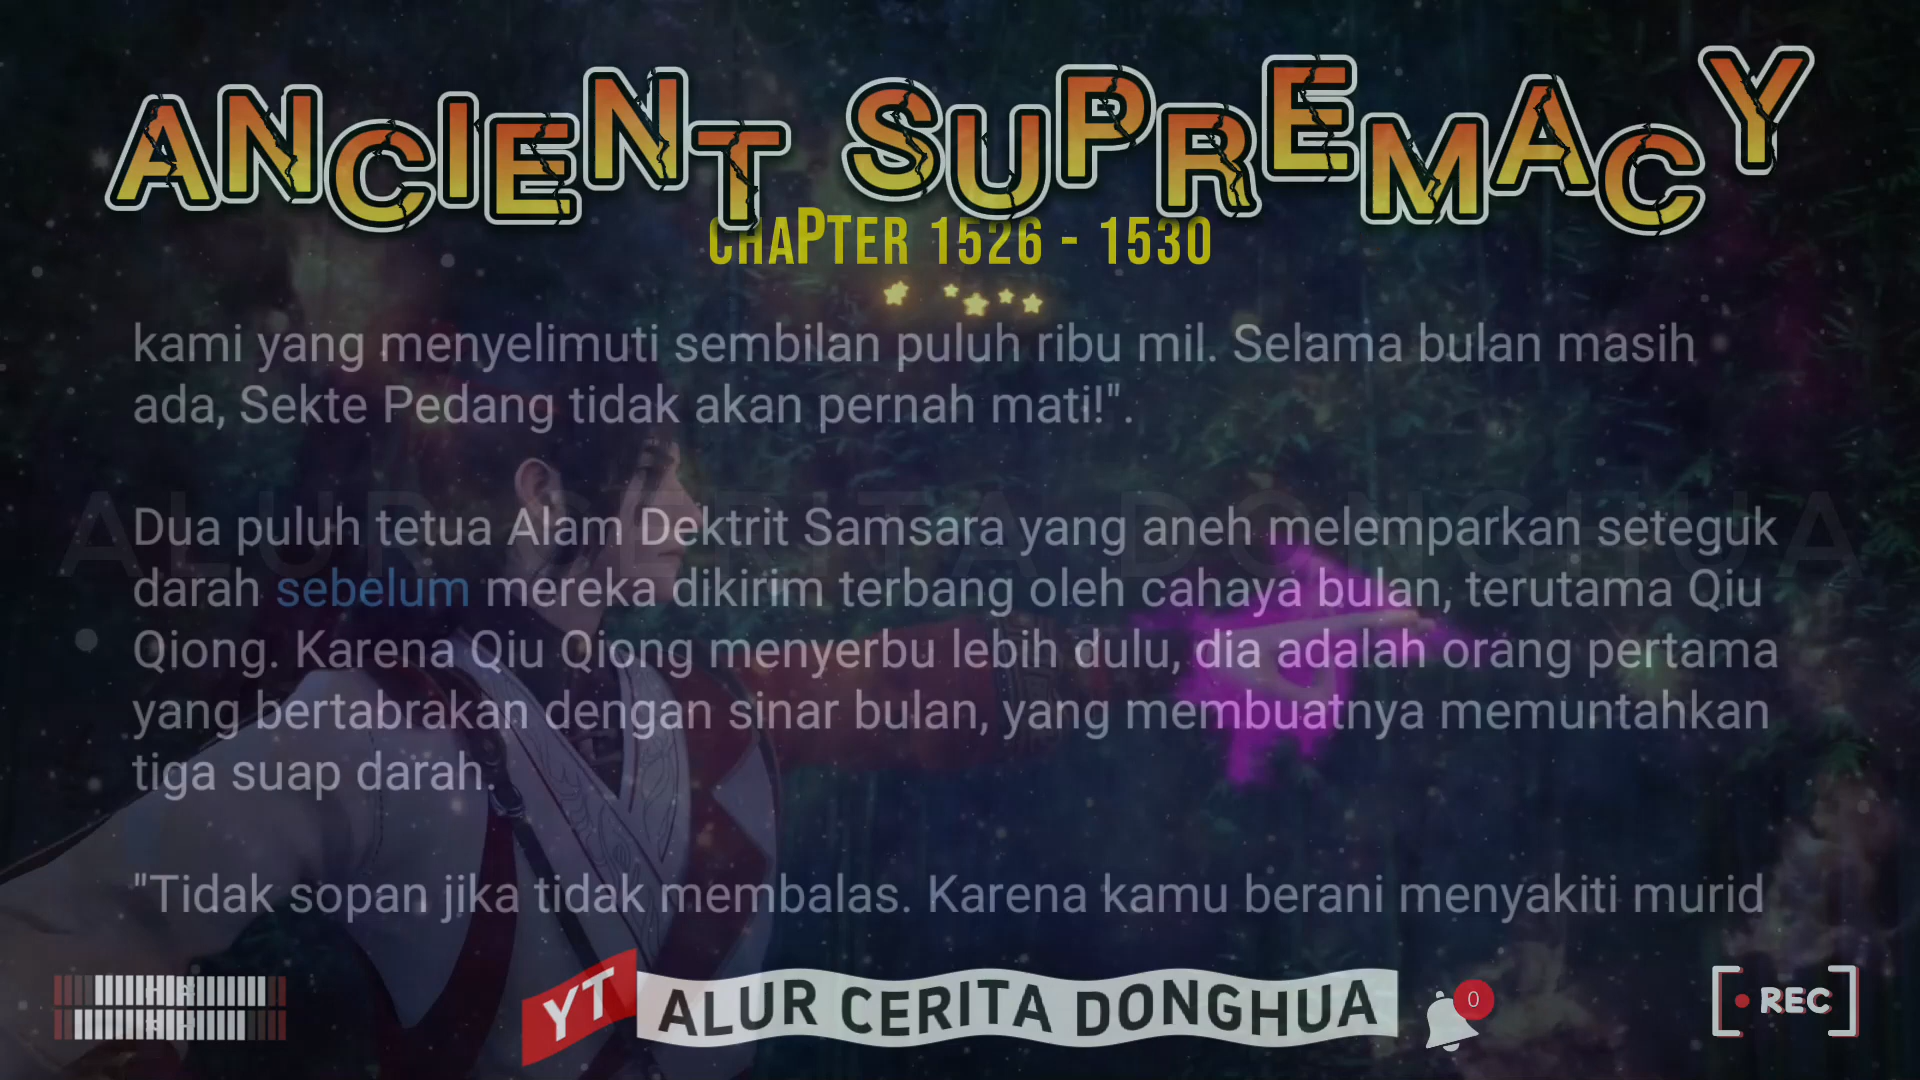 ANCIENT SUPREMACY
CHAPTER 1526 - 1530
kami yang menyelimuti sembilan puluh ribu mil. Selama bulan masih
ada, Sekte Pedang tidak akan pernah mati!".
Dua puluh tetua Alam Dektrit Samsara yang aneh melemparkan seteguk
darah sebelum mereka dikirim terbang oleh cahaya bulan, terutama Qiu
Qiong. Karena Qiu Qiong menyerbu lebih dulu, dia adalah orang pertama
yang bertabrakan dengan sinar bulan, yang membuatnya memuntahkan
tiga suap darah.
"Tidak sopan jika tidak membalas. Karena kamu berani menyakiti murid
ALUR CERITA DONGHUA
YT ALUR CERITA DONGHUA
0
REC